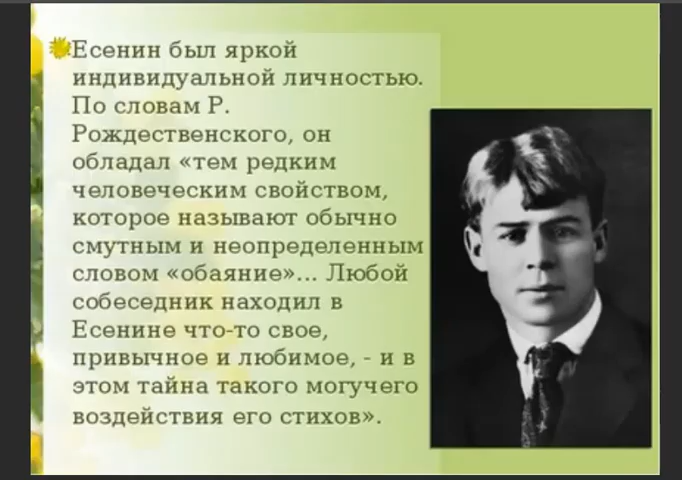 Есенин был яркой
индивидуальной личностью.
По словам Р.
Рождественского, он
обладал «тем редким
человеческим свойством,
которое называют обычно
смутным и неопределенным
словом «обаяние»... Любой
собеседник находил в
Есенине что-то свое,
привычное и любимое, - и в
этом тайна такого могучего
воздействия его стихов».